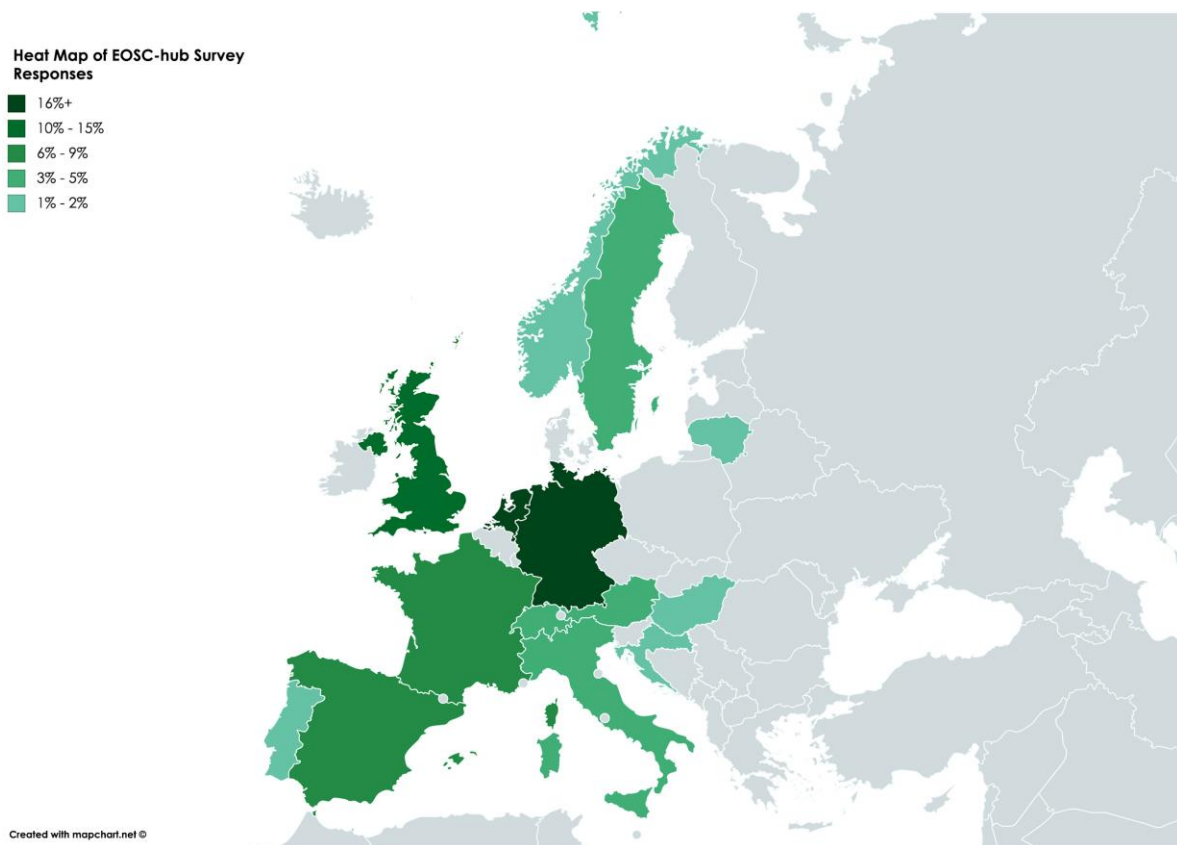 Heat Map of EOSC-hub Survey
Responses
16%+
10% - 15%
6% - 9%
3% - 5%
1% - 2%
Created with mapchart.net ©